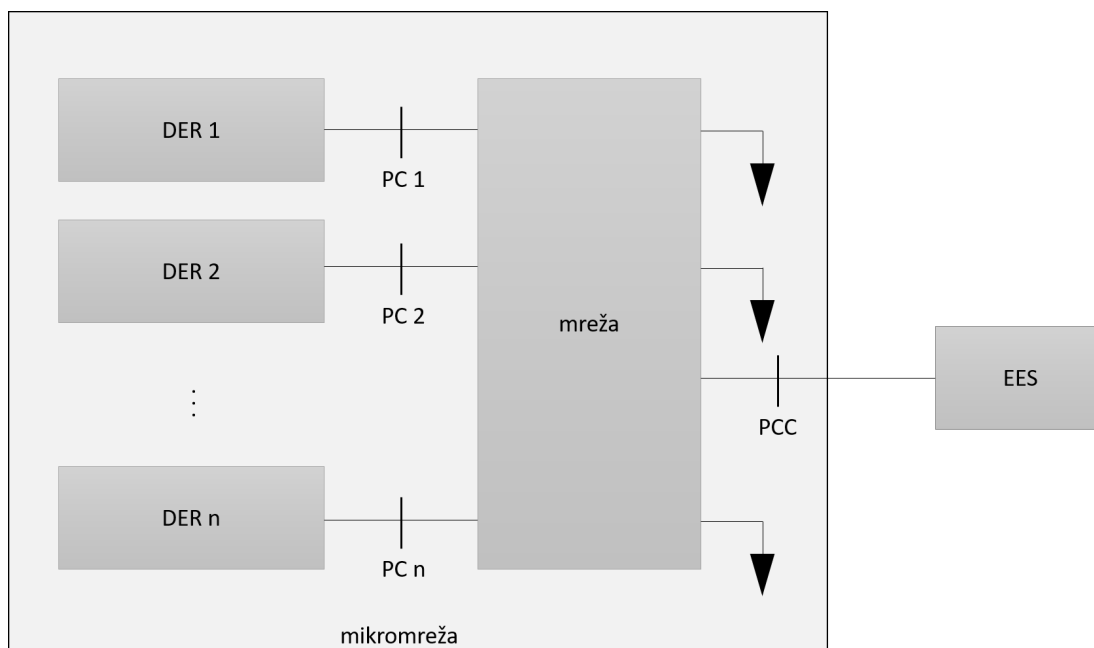 DER 1
PC 1
DER 2
PC 2
mreža
EES
PCC
DER n
PC n
mikromreža